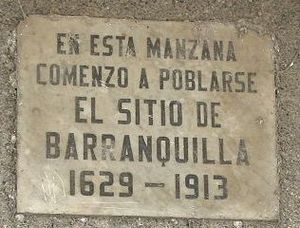 EN ESTA MANZANA
COMENZO A POBLARSE
EL SITIO DE
BARRANQUILLA
1629 - 1913